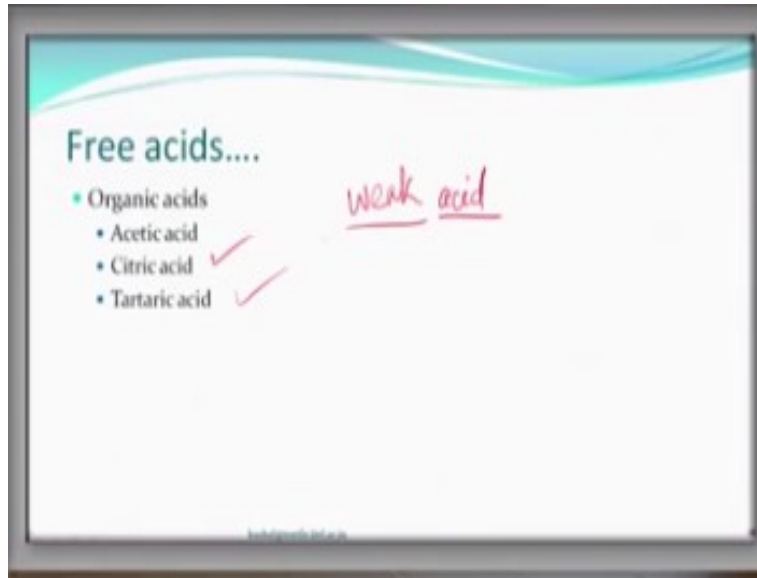 Free acids....
weak acid
• Organic acids
• Acetic acid
• Citric acid
• Tartaric acid